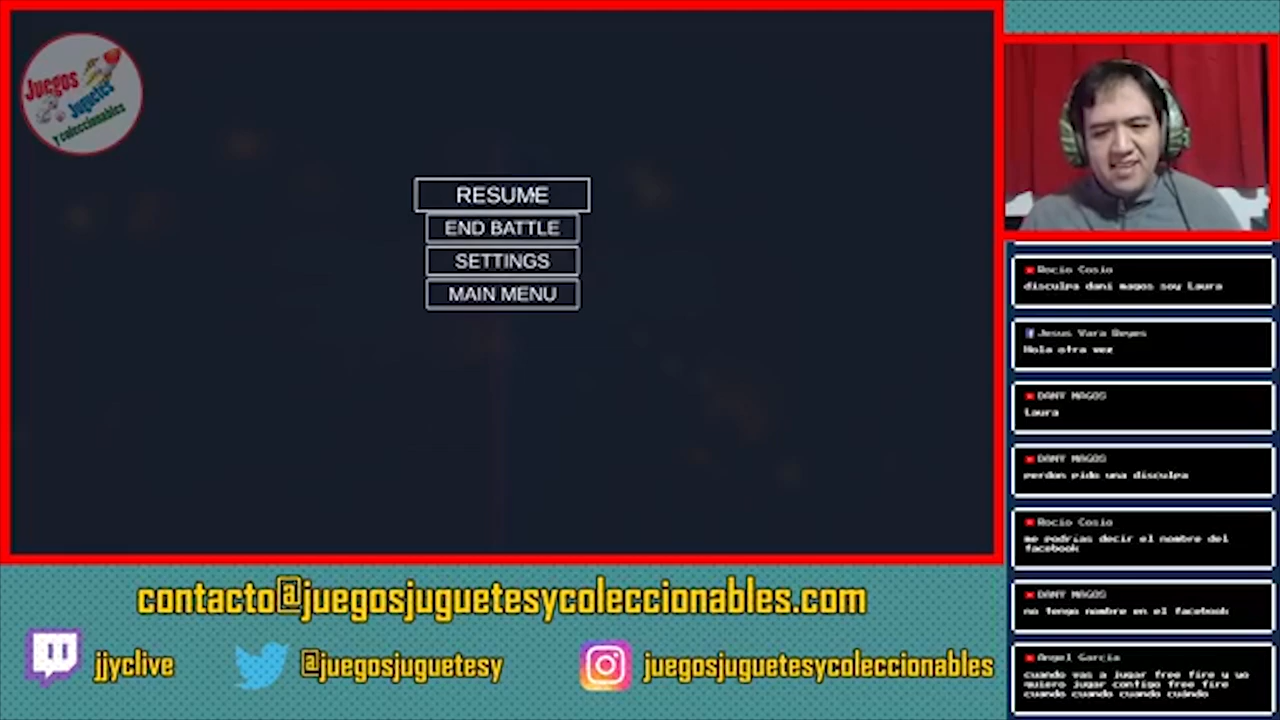 Juegos
Juguetes
y coleccionables
RESUME
END BATTLE
SETTINGS
MAIN MENU
Rocio Cosio
disculpa dani magos soy Laura
Jesus Vara Reyes
Hola otra vez
DANY MAGOS
Laura
DANY MAGOS
perdon pido una disculpa
Rocio Cosio
me podrias decir el nombre del
facebook
DANY MAGOS
no tengo nombre en el facebook
Angel Garcia
cuando vas a jugar free fire y yo
quiero jugar contigo free fire
cuando cuando cuando cuándo
contacto@juegosjuguetesycoleccionables.com
jjyclive
@juegosjuguetesy
juegosjuguetesycoleccionables